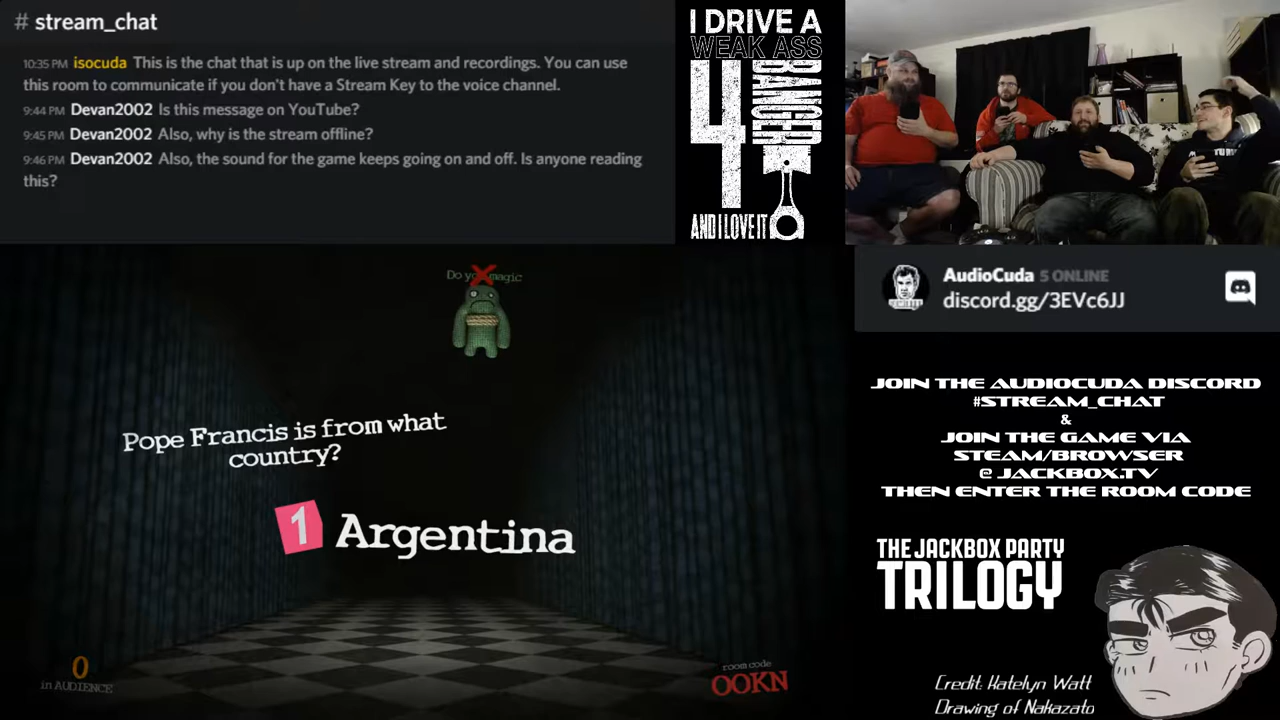 # stream_chat
10:35 PM isocuda This is the chat that is up on the live stream and recordings. You can use
this room to communicate if you don't have a Stream Key to the voice channel.
9:44 PM Devan2002 Is this message on YouTube?
9:45 PM Devan2002 Also, why is the stream offline?
9:46 PM Devan2002 Also, the sound for the game keeps going on and off. Is anyone reading
this?
I DRIVE A
WEAK ASS
4
BANGER
AND I LOVE IT
AudioCuda 5 ONLINE
discord.gg/3EVc6JJ
Do you magic
Pope Francis is from what
country?
1 Argentina
0
in AUDIENCE
room code
OOKN
JOIN THE AUDIOCUDA DISCORD
#STREAM_CHAT
&
JOIN THE GAME VIA
STEAM/BROWSER
@ JACKBOX.TV
THEN ENTER THE ROOM CODE
THE JACKBOX PARTY
TRILOGY
Credit: Katelyn Watt
Drawing of Nakazato